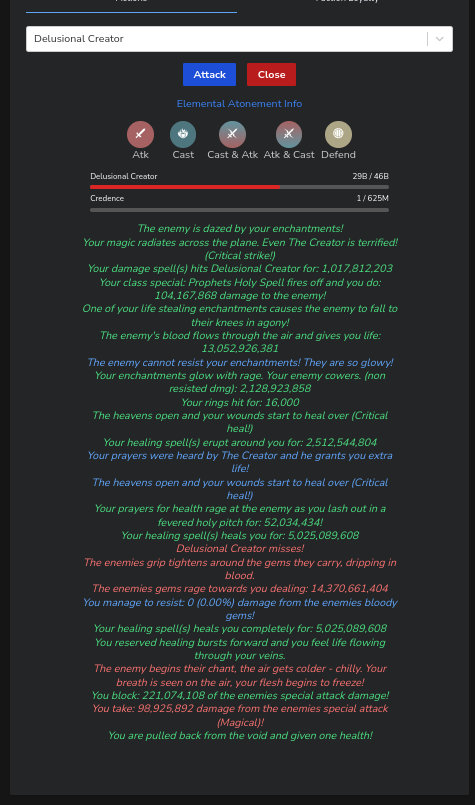 Delusional Creator
Attack
Close
Elemental Atonement Info
Atk
Cast
Cast & Atk
Atk & Cast
Defend
Delusional Creator
29B / 46B
Credence
1 / 625M
The enemy is dazed by your enchantments!
Your magic radiates across the plane. Even The Creator is terrified!
(Critical strike!)
Your damage spell(s) hits Delusional Creator for: 1,017,812,203
Your class special: Prophets Holy Spell fires off and you do:
104,167,868 damage to the enemy!
One of your life stealing enchantments causes the enemy to fall to
their knees in agony!
The enemy's blood flows through the air and gives you life:
13,052,926,381
The enemy cannot resist your enchantments! They are so glowy!
Your enchantments glow with rage. Your enemy cowers. (non
resisted dmg): 2,128,923,858
Your rings hit for: 16,000
The heavens open and your wounds start to heal over (Critical
heal!)
Your healing spell(s) erupt around you for: 2,512,544,804
Your prayers were heard by The Creator and he grants you extra
life!
The heavens open and your wounds start to heal over (Critical
heal!)
Your prayers for health rage at the enemy as you lash out in a
fevered holy pitch for: 52,034,434!
Your healing spell(s) heals you for: 5,025,089,608
Delusional Creator misses!
The enemies grip tightens around the gems they carry, dripping in
blood.
The enemies gems rage towards you dealing: 14,370,661,404
You manage to resist: 0 (0.00%) damage from the enemies bloody
gems!
Your healing spell(s) heals you completely for: 5,025,089,608
You reserved healing bursts forward and you feel life flowing
through your veins.
The enemy begins their chant, the air gets colder - chilly. Your
breath is seen on the air, your flesh begins to freeze!
You block: 221,074,108 of the enemies special attack damage!
You take: 98,925,892 damage from the enemies special attack
(Magical)!
You are pulled back from the void and given one health!